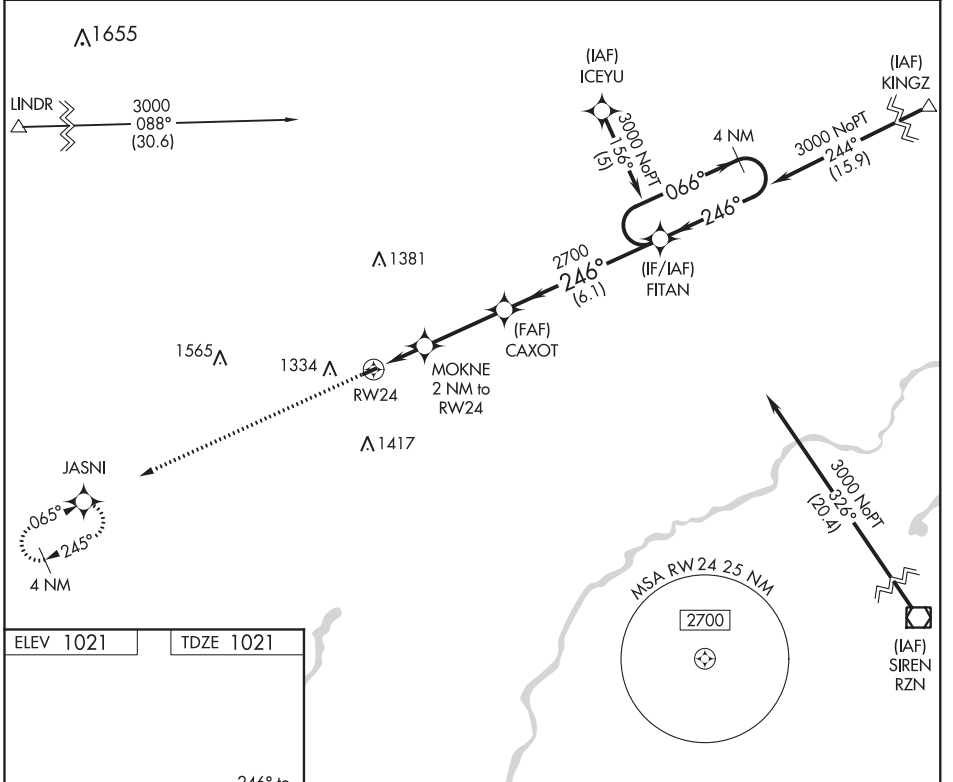 1655
LINDR
3000
088°
(30.6)
(IAF)
ICEYU
3000 NoPT
156°
(5)
4 NM
066°
246°
(IAF)
KINGZ
3000 NoPT
244°
(15.9)
1381
2700
246°
(6.1)
(IF/IAF)
FITAN
(FAF)
CAXOT
1565
1334
RW24
MOKNE
2 NM to
RW24
1417
JASNI
065°
245°
4 NM
3000 NoPT
326°
(20.4)
MSA RW24 25 NM
2700
(IAF)
SIREN
RZN
ELEV 1021
TDZE 1021
246° to